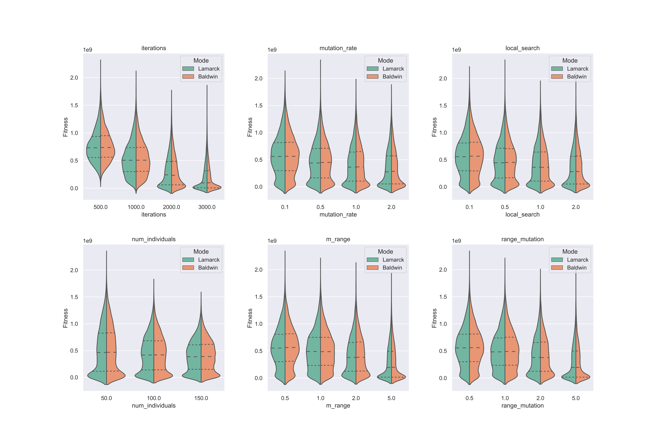 iterations
1e9
Mode
Lamarck
Baldwin
Fitness
2.0
1.5
1.0
0.5
0.0
500.0 1000.0 2000.0 3000.0
iterations
mutation_rate
1e9
Mode
Lamarck
Baldwin
Fitness
2.0
1.5
1.0
0.5
0.0
0.1 0.5 1.0 2.0
mutation_rate
local_search
1e9
Mode
Lamarck
Baldwin
Fitness
2.0
1.5
1.0
0.5
0.0
0.1 0.5 1.0 2.0
local_search
num_individuals
1e9
Mode
Lamarck
Baldwin
Fitness
2.0
1.5
1.0
0.5
0.0
50.0 100.0 150.0
num_individuals
m_range
1e9
Mode
Lamarck
Baldwin
Fitness
2.0
1.5
1.0
0.5
0.0
0.5 1.0 2.0 5.0
m_range
range_mutation
1e9
Mode
Lamarck
Baldwin
Fitness
2.0
1.5
1.0
0.5
0.0
0.5 1.0 2.0 5.0
range_mutation